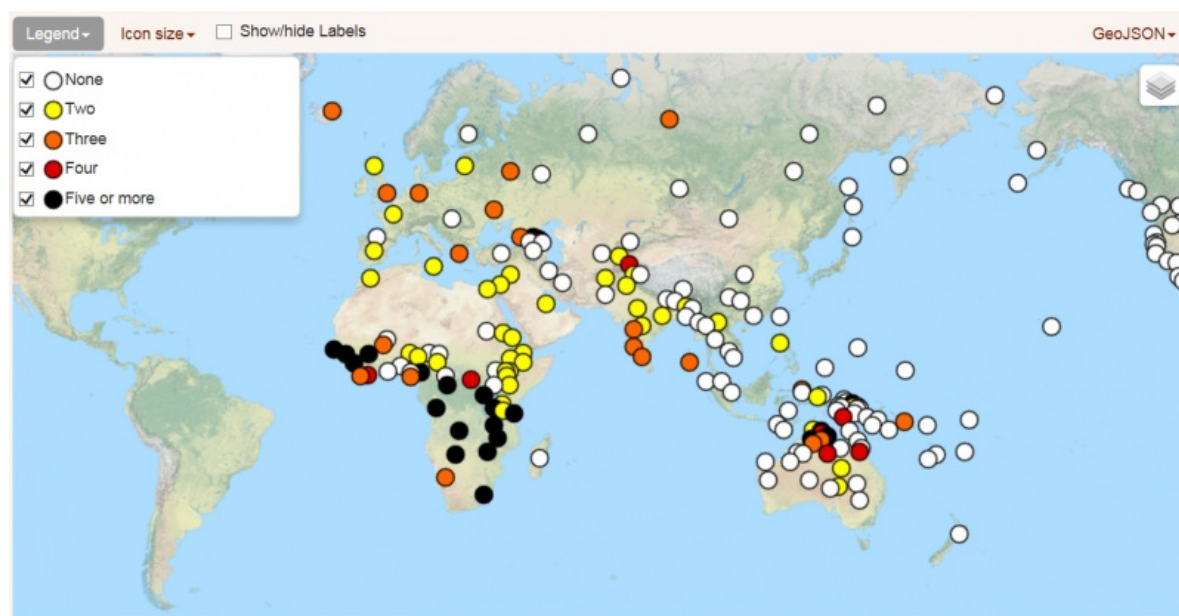 Legend Icon size Show/hide Labels GeoJSON
None
Two
Three
Four
Five or more